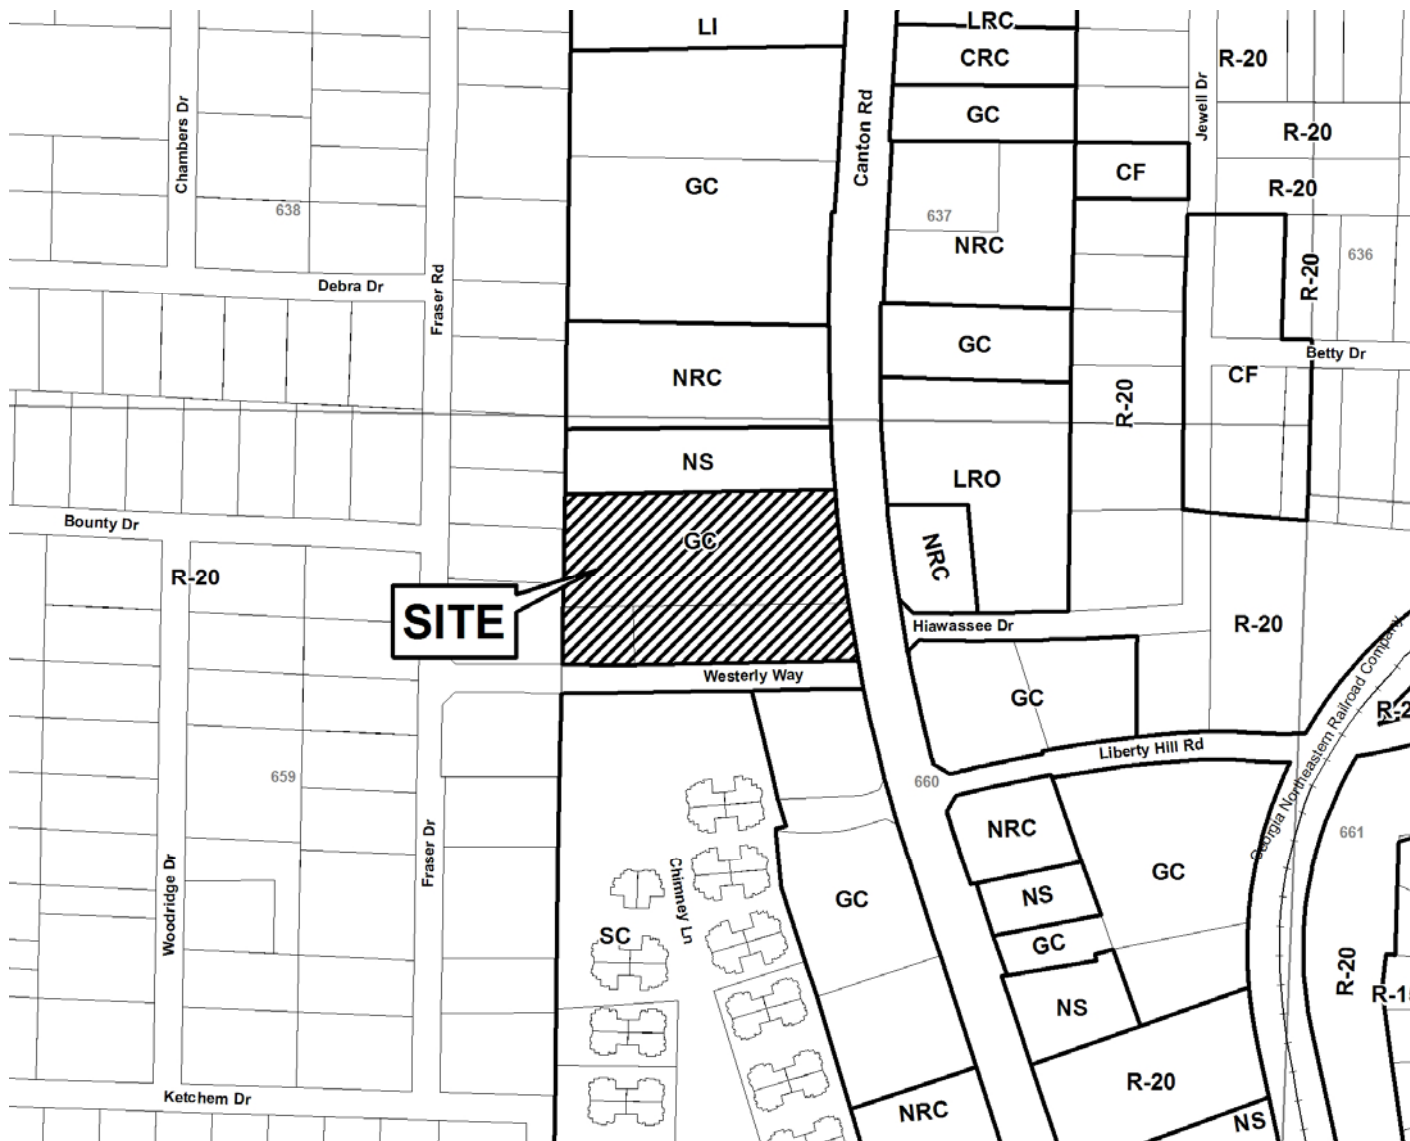 LI
LRC
CRC
R-20
GC
Chambers Dr
Canton Rd
Jewell Dr
R-20
CF
GC
R-20
638
637
NRC
636
R-20
Debra Dr
Fraser Rd
GC
Betty Dr
NRC
CF
R-20
NS
LRO
Bounty Dr
GC
NRC
R-20
SITE
Hiawassee Dr
R-20
Westerly Way
GC
Georgia Northeastern Railroad Company
R-2
Liberty Hill Rd
659
660
NRC
661
Fraser Dr
Woodridge Dr
Chimney Ln
GC
GC
NS
SC
GC
R-20
R-15
NS
R-20
Ketchem Dr
NRC
NS